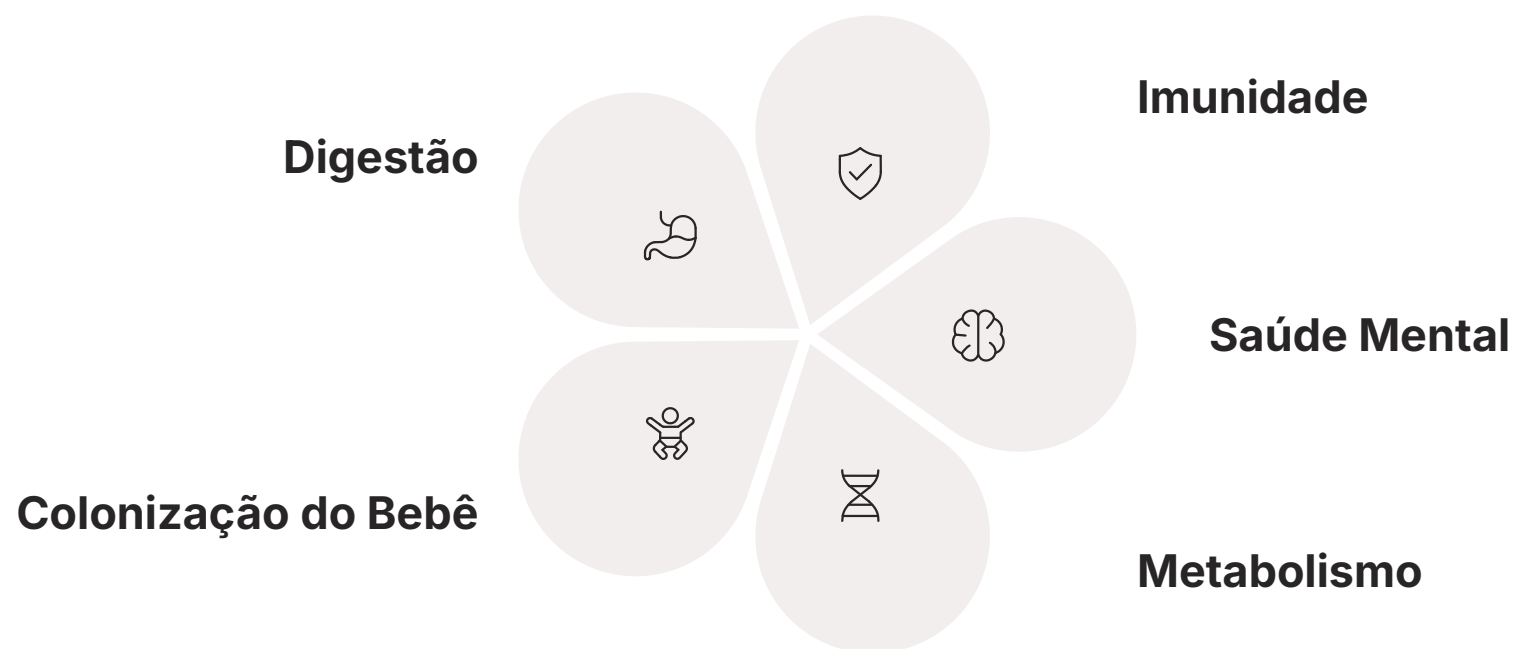 Imunidade
Digestão
Saúde Mental
Colonização do Bebê
Metabolismo